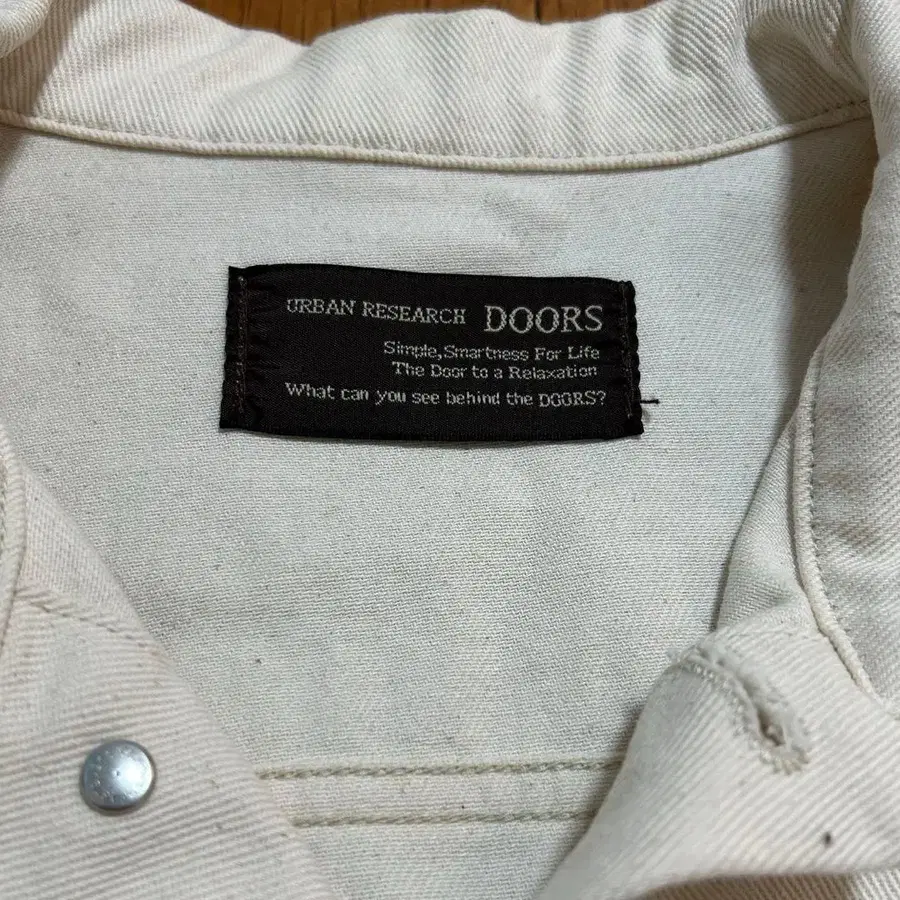 URBAN RESEARCH DOORS
Simple,Smartness For Life
The Door to a Relaxation
What can you see behind the DOORS?